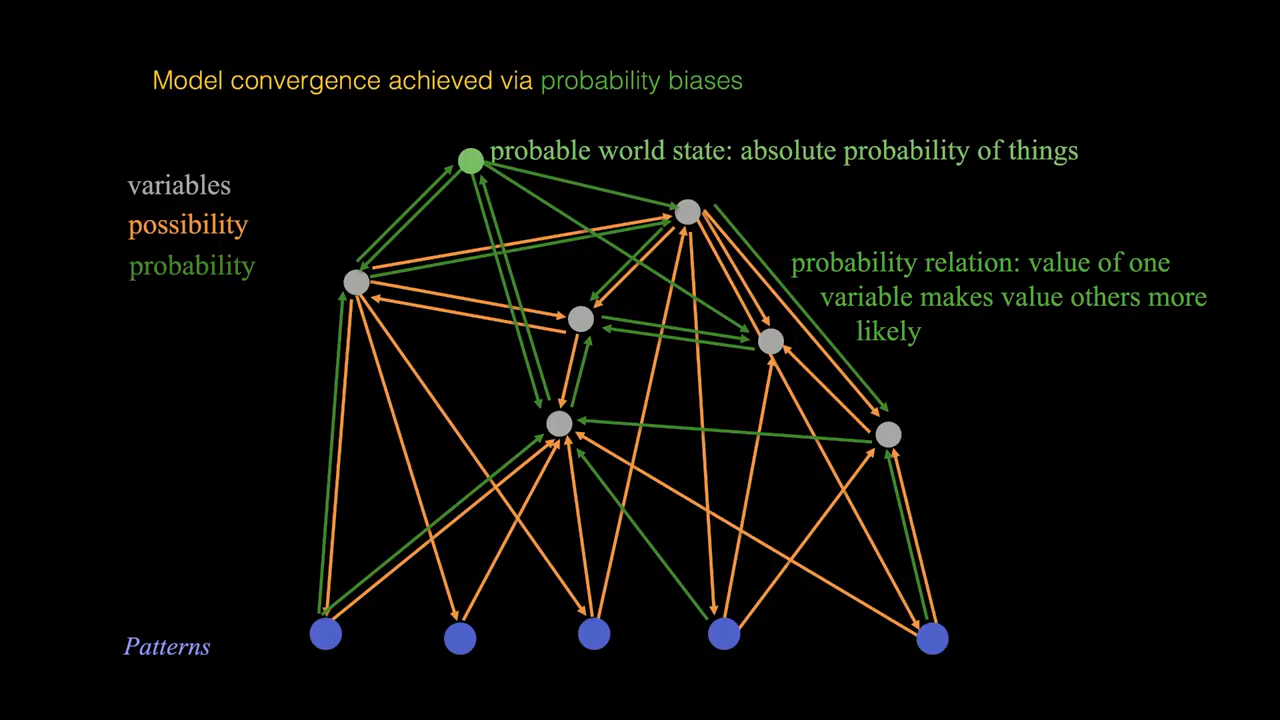 Model convergence achieved via probability biases
probable world state: absolute probability of things
variables
possibility
probability
probability relation: value of one
variable makes value others more
likely
Patterns